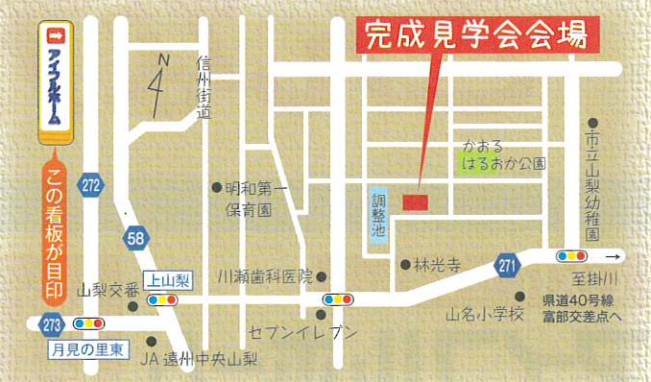 完成見学会会場
アイフルホーム
この看板が目印
N
信州街道
272
58
273
271
明和第一
保育園
かおる
はるおか公園
調整池
市立山梨幼稚園
上山梨
山梨交番
川瀬歯科医院
林光寺
→
至掛川
県道40号線
富部交差点へ
山名小学校
セブンイレブン
月見の里東
JA遠州中央山梨